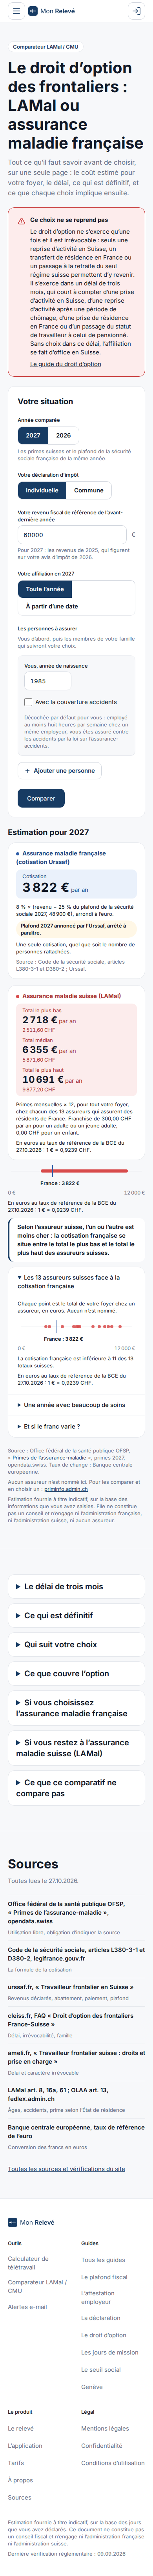 Mon Relevé
Comparateur LAMal / CMU
Le droit d’option
des frontaliers :
LAMal ou
assurance
maladie française
Tout ce qu’il faut savoir avant de choisir,
d’un seul coup d’œil : le coût estimé pour
votre foyer, le délai, ce qui est définitif, et
ce que chaque choix implique ensuite.
Ce choix ne se reprend pas
Le droit d’option ne s’exerce qu’une
fois et il est irrévocable : seuls une
reprise d’activité en Suisse, un
transfert de résidence en France ou
un passage à la retraite du seul
régime suisse permettent d’y revenir.
Il s’exerce dans un délai de trois
mois, qui court à compter d’une prise
d’activité en Suisse, d’une reprise
d’activité après une période de
chômage, d’une prise de résidence
en France ou d’un passage du statut
de travailleur à celui de pensionné.
Sans choix dans ce délai, l’affiliation
se fait d’office en Suisse.
Le guide du droit d’option
Votre situation
Année comparée
2027
2026
Les primes suisses et le plafond de la sécurité
sociale française de la même année.
Votre déclaration d’impôt
Individuelle
Commune
Votre revenu fiscal de référence de l’avant-
dernière année
60000
€
Pour 2027 : les revenus de 2025, qui figurent
sur votre avis d’impôt de 2026.
Votre affiliation en 2027
Toute l’année
À partir d’une date
Les personnes à assurer
Vous d’abord, puis les membres de votre famille
qui suivront votre choix.
Vous, année de naissance
1985
Avec la couverture accidents
Décochée par défaut pour vous : employé
au moins huit heures par semaine chez un
même employeur, vous êtes assuré contre
les accidents par la loi sur l’assurance-
accidents.
Ajouter une personne
Comparer
Estimation pour 2027
Assurance maladie française
(cotisation Urssaf)
Cotisation
3 822 € par an
8 % × (revenu − 25 % du plafond de la sécurité
sociale 2027, 48 900 €), arrondi à l’euro.
Plafond 2027 annoncé par l’Urssaf, arrêté à
paraître.
Une seule cotisation, quel que soit le nombre de
personnes rattachées.
Source : Code de la sécurité sociale, articles
L380-3-1 et D380-2 ; Urssaf.
Assurance maladie suisse (LAMal)
Total le plus bas
2 718 € par an
2 511,60 CHF
Total médian
6 355 € par an
5 871,60 CHF
Total le plus haut
10 691 € par an
9 877,20 CHF
Primes mensuelles × 12, pour tout votre foyer,
chez chacun des 13 assureurs qui assurent des
résidents de France. Franchise de 300,00 CHF
par an pour un adulte ou un jeune adulte,
0,00 CHF pour un enfant.
En euros au taux de référence de la BCE du
27.10.2026 : 1 € = 0,9239 CHF.
France : 3 822 €
0 €
12 000 €
En euros au taux de référence de la BCE du
27.10.2026 : 1 € = 0,9239 CHF.
Selon l’assureur suisse, l’un ou l’autre est
moins cher : la cotisation française se
situe entre le total le plus bas et le total le
plus haut des assureurs suisses.
Les 13 assureurs suisses face à la
cotisation française
Chaque point est le total de votre foyer chez un
assureur, en euros. Aucun n’est nommé.
France : 3 822 €
0 €
12 000 €
La cotisation française est inférieure à 11 des 13
totaux suisses.
En euros au taux de référence de la BCE du
27.10.2026 : 1 € = 0,9239 CHF.
Une année avec beaucoup de soins
Et si le franc varie ?
Source : Office fédéral de la santé publique OFSP,
« Primes de l’assurance-maladie », primes 2027,
opendata.swiss. Taux de change : Banque centrale
européenne.
Aucun assureur n’est nommé ici. Pour les comparer et
en choisir un : priminfo.admin.ch
Estimation fournie à titre indicatif, sur la base des
informations que vous avez saisies. Elle ne constitue
pas un conseil et n’engage ni l’administration française,
ni l’administration suisse, ni aucun assureur.
Le délai de trois mois
Ce qui est définitif
Qui suit votre choix
Ce que couvre l’option
Si vous choisissez
l’assurance maladie française
Si vous restez à l’assurance
maladie suisse (LAMal)
Ce que ce comparatif ne
compare pas
Sources
Toutes lues le 27.10.2026.
Office fédéral de la santé publique OFSP,
« Primes de l’assurance-maladie »,
opendata.swiss
Utilisation libre, obligation d’indiquer la source
Code de la sécurité sociale, articles L380-3-1 et
D380-2, legifrance.gouv.fr
La formule de la cotisation
urssaf.fr, « Travailleur frontalier en Suisse »
Revenus déclarés, abattement, paiement, plafond
cleiss.fr, FAQ « Droit d’option des frontaliers
France-Suisse »
Délai, irrévocabilité, famille
ameli.fr, « Travailleur frontalier suisse : droits et
prise en charge »
Délai et caractère irrévocable
LAMal art. 8, 16a, 61 ; OLAA art. 13,
fedlex.admin.ch
Âges, accidents, prime selon l’État de résidence
Banque centrale européenne, taux de référence
de l’euro
Conversion des francs en euros
Toutes les sources et vérifications du site
Mon Relevé
Outils
Calculateur de
télétravail
Comparateur LAMal /
CMU
Alertes e-mail
Guides
Tous les guides
Le plafond fiscal
L’attestation
employeur
La déclaration
Le droit d’option
Les jours de mission
Le seuil social
Genève
Le produit
Le relevé
L’application
Tarifs
À propos
Sources
Légal
Mentions légales
Confidentialité
Conditions d’utilisation
Estimation fournie à titre indicatif, sur la base des jours
que vous avez déclarés. Ce document ne constitue pas
un conseil fiscal et n’engage ni l’administration française
ni l’administration suisse.
Dernière vérification réglementaire : 09.09.2026